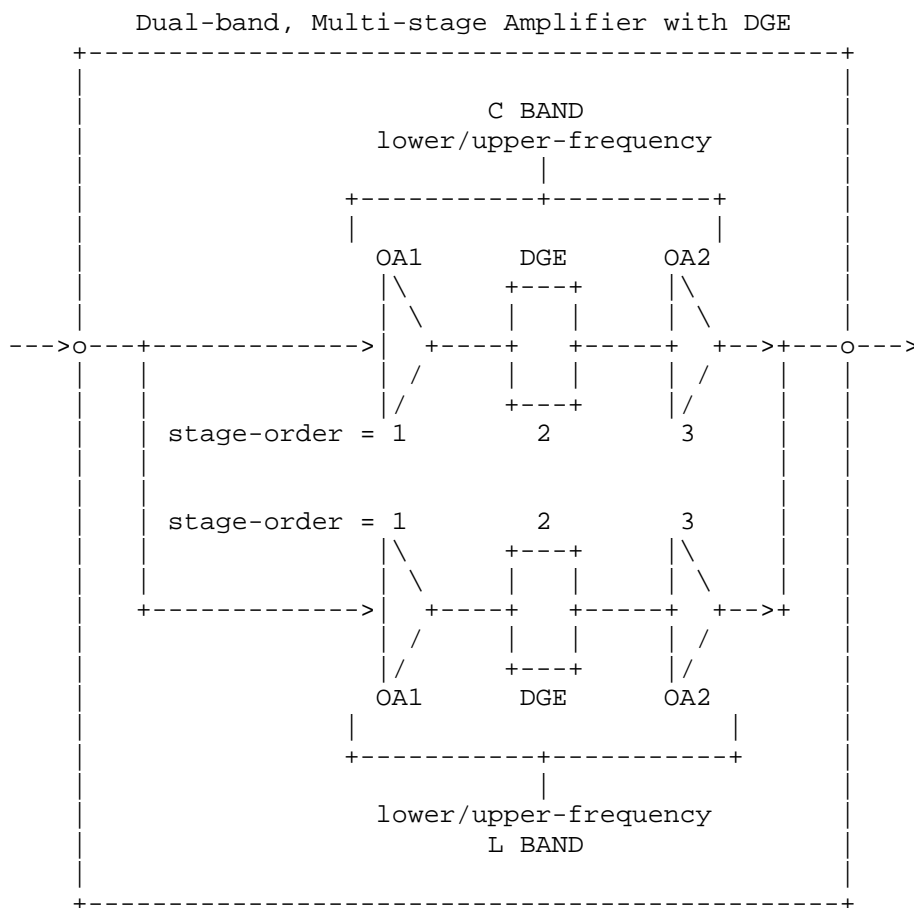 Dual-band, Multi-stage Amplifier with DGE
C BAND
lower/upper-frequency
OA1 DGE OA2
stage-order = 1 2 3
stage-order = 1 2 3
OA1 DGE OA2
lower/upper-frequency
L BAND